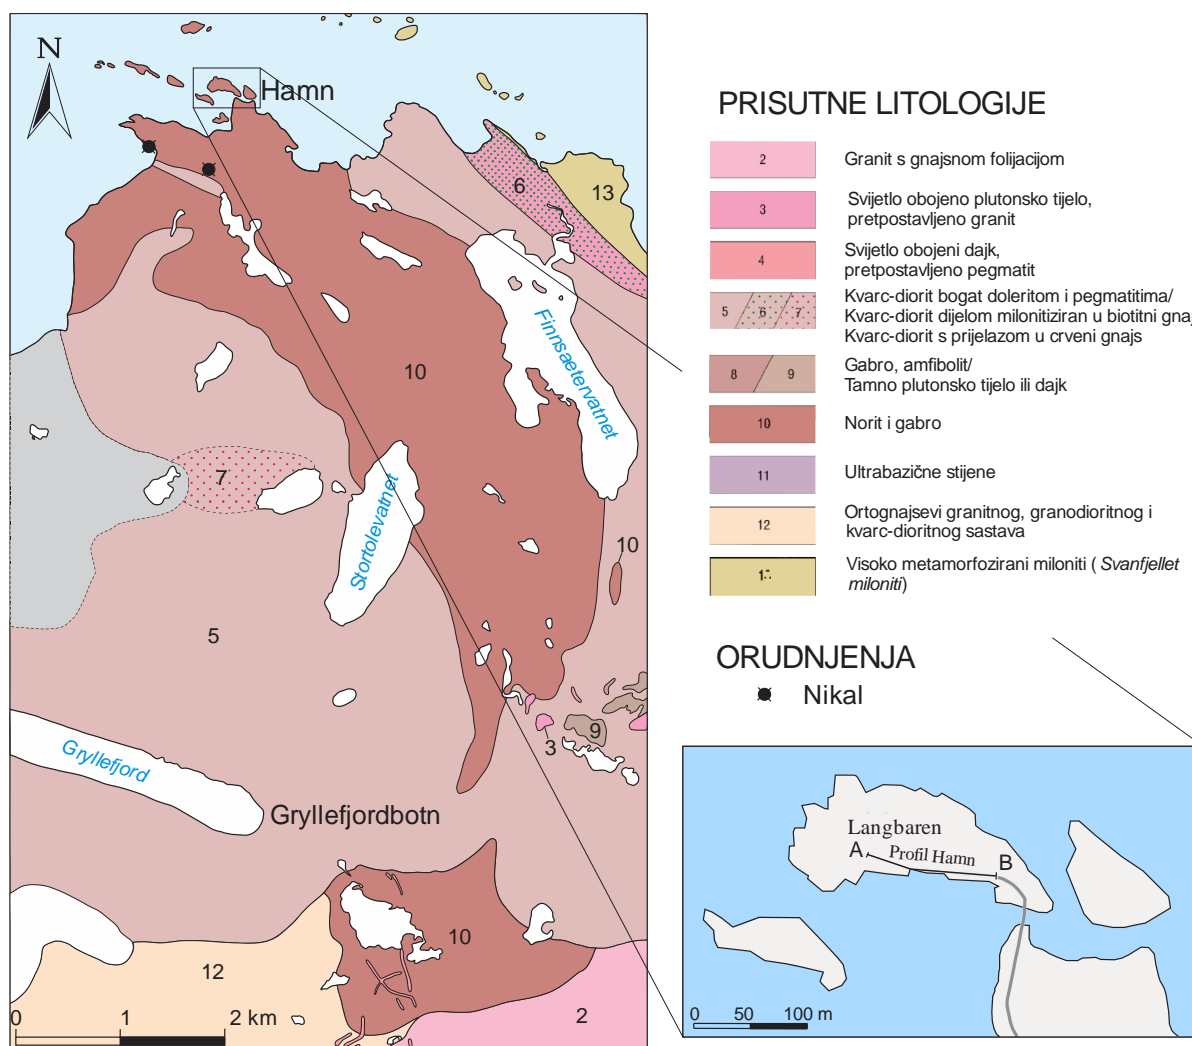 N
Hamn
6
13
10
Finnsaetervatnet
7
Stortolevatnet
10
5
9
3
Gryllefjord
Gryllefjordbotn
10
12
2
0 1 2 km
PRISUTNE LITOLOGIJE
2 Granit s gnajsnom folijacijom
3 Svijetlo obojeno plutonsko tijelo,
pretpostavljeno granit
4 Svijetlo obojeni dajk,
pretpostavljeno pegmatit
5 6 7 Kvarc-diorit bogat doleritom i pegmatitima/
Kvarc-diorit dijelom milonitiziran u biotitni gnaj
Kvarc-diorit s prijelazom u crveni gnajs
8 9 Gabro, amfibolit/
Tamno plutonsko tijelo ili dajk
10 Norit i gabro
11 Ultrabazične stijene
12 Ortognajsevi granitnog, granodioritnog i
kvarc-dioritnog sastava
Visoko metamorfozirani miloniti ( Svanfjellet
miloniti)
ORUDNJENJA
Nikal
Langbaren
A Profil Hamn B
0 50 100 m